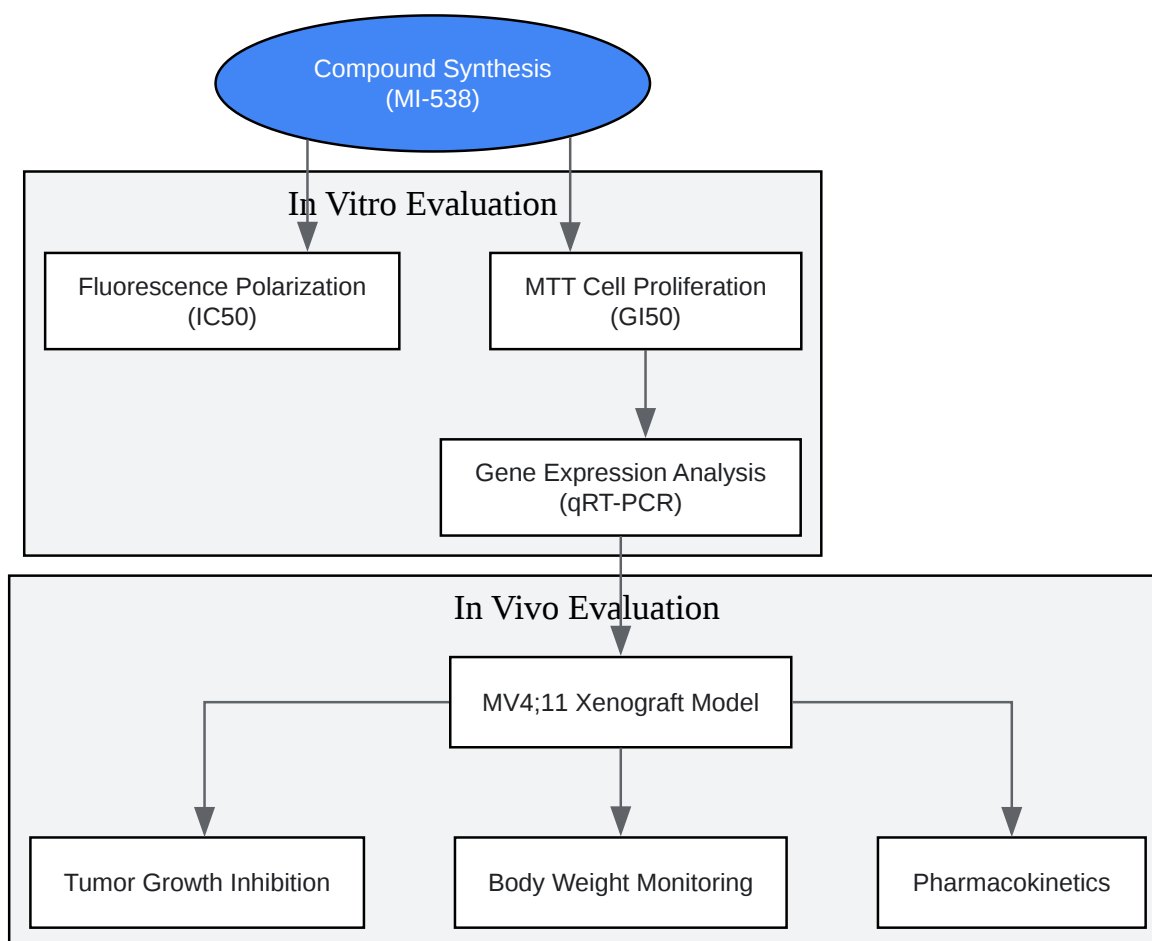 Compound Synthesis
(MI-538)
In Vitro Evaluation
Fluorescence Polarization
(IC50)
MTT Cell Proliferation
(GI50)
Gene Expression Analysis
(qRT-PCR)
In Vivo Evaluation
MV4;11 Xenograft Model
Tumor Growth Inhibition
Body Weight Monitoring
Pharmacokinetics